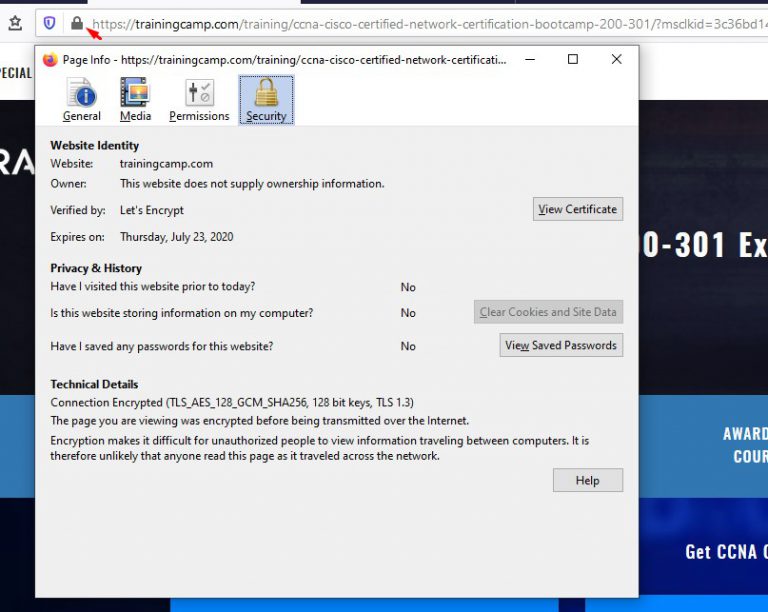 https://trainingcamp.com/training/ccna-cisco-certified-network-certification-bootcamp-200-301/?msclkid=3c36bd14
Page Info - https://trainingcamp.com/training/ccna-cisco-certified-network-certificati...
General Media Permissions Security
Website Identity
Website: trainingcamp.com
Owner: This website does not supply ownership information.
Verified by: Let's Encrypt
View Certificate
Expires on: Thursday, July 23, 2020
Privacy & History
Have I visited this website prior to today? No
Is this website storing information on my computer? No
Clear Cookies and Site Data
Have I saved any passwords for this website? No
View Saved Passwords
Technical Details
Connection Encrypted (TLS_AES_128_GCM_SHA256, 128 bit keys, TLS 1.3)
The page you are viewing was encrypted before being transmitted over the Internet.
Encryption makes it difficult for unauthorized people to view information traveling between computers. It is
therefore unlikely that anyone read this page as it traveled across the network.
Help
PECIAL
RA
00-301 Ex
AWARD
COUR
Get CCNA